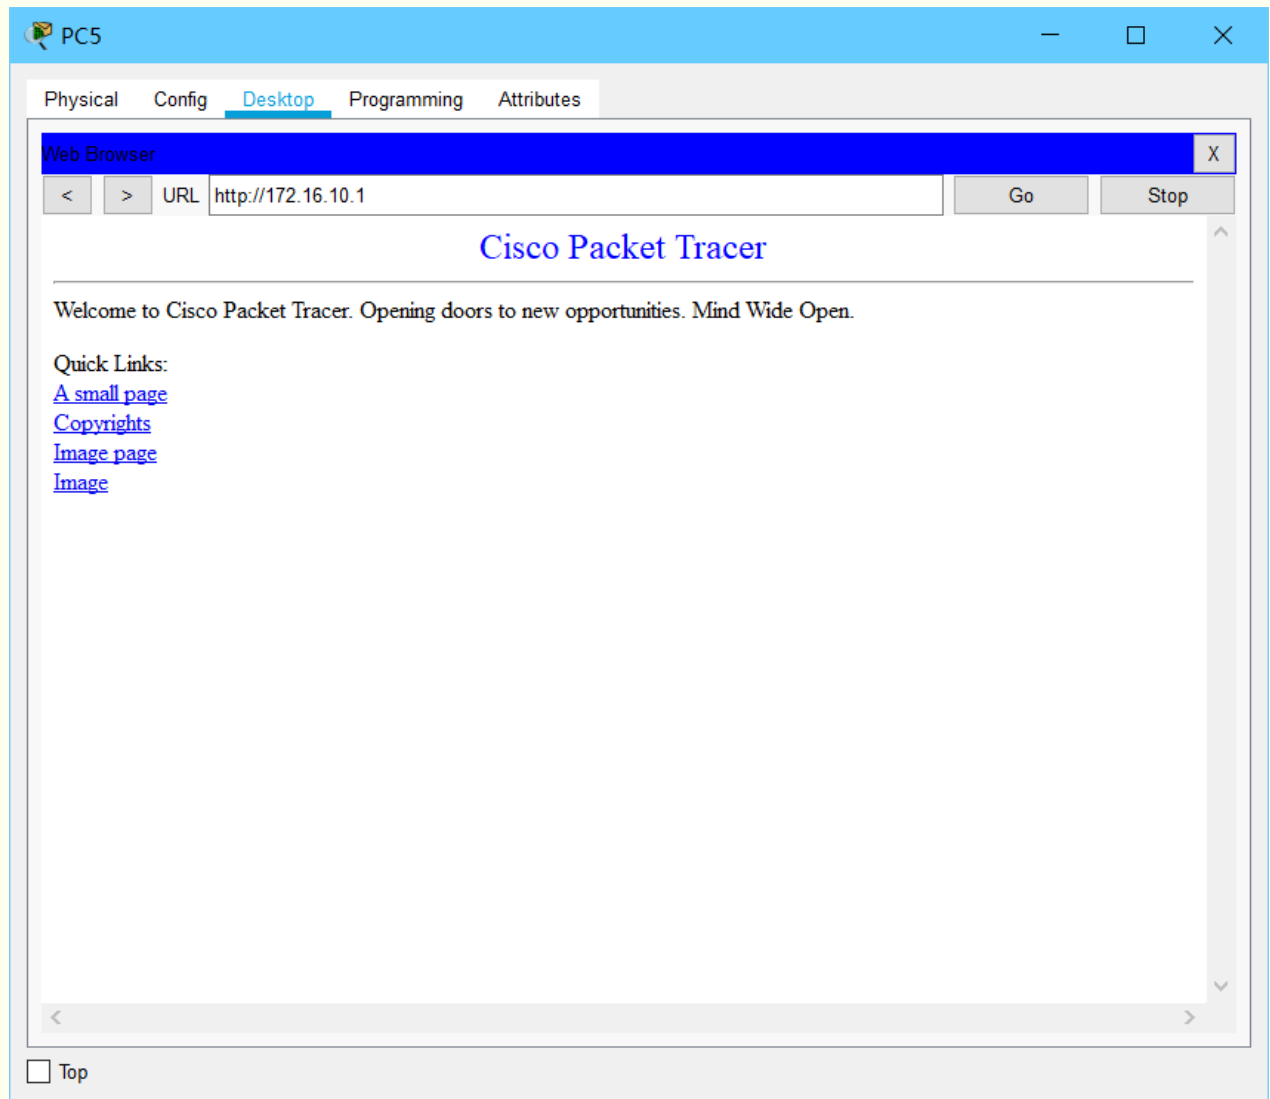 PC5
Physical Config Desktop Programming Attributes
Web Browser X
< > URL http://172.16.10.1 Go Stop
Cisco Packet Tracer
Welcome to Cisco Packet Tracer. Opening doors to new opportunities. Mind Wide Open.
Quick Links:
A small page
Copyrights
Image page
Image
Top